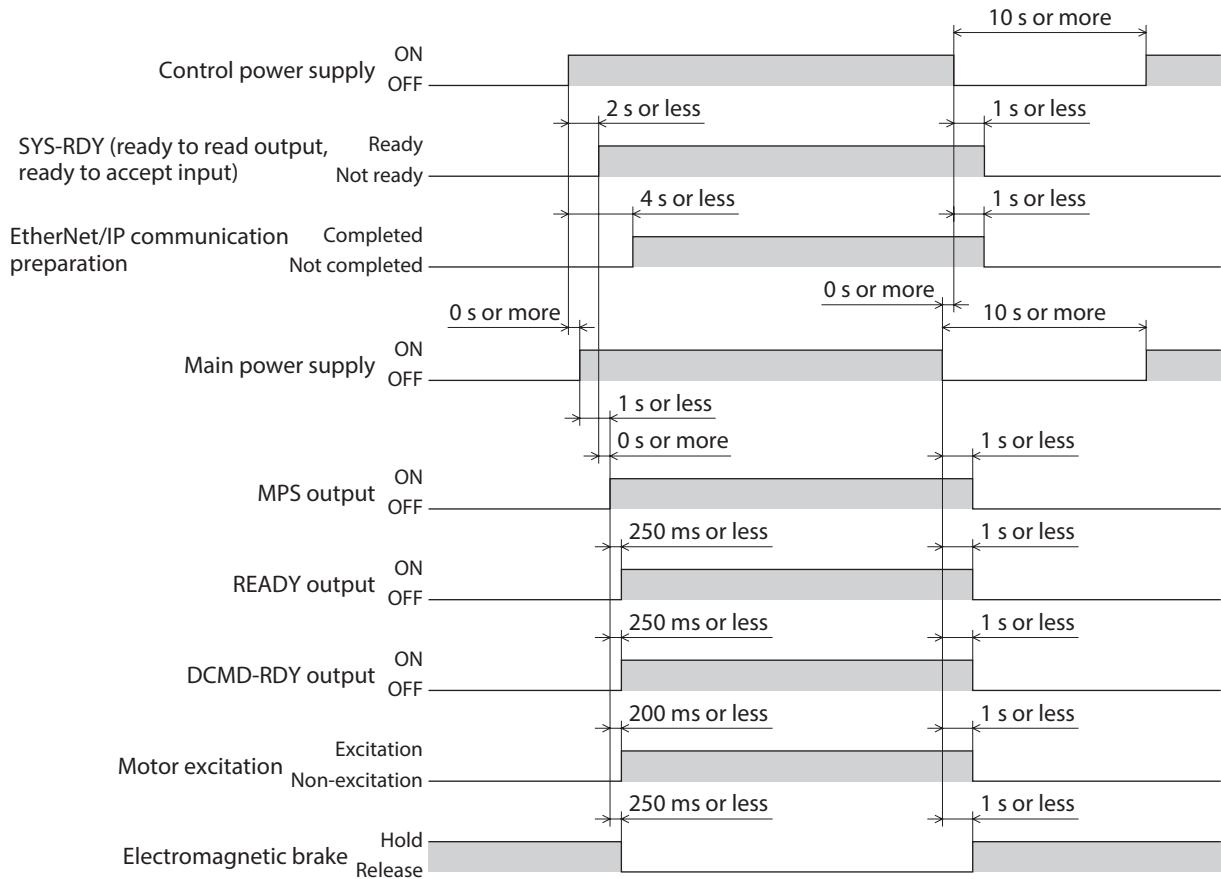 10 s or more
Control power supply
ON
OFF
2 s or less
1 s or less
SYS-RDY (ready to read output,
ready to accept input)
Ready
Not ready
4 s or less
1 s or less
EtherNet/IP communication
preparation
Completed
Not completed
0 s or more
0 s or more
10 s or more
Main power supply
ON
OFF
1 s or less
0 s or more
1 s or less
MPS output
ON
OFF
250 ms or less
1 s or less
READY output
ON
OFF
250 ms or less
1 s or less
DCMD-RDY output
ON
OFF
200 ms or less
1 s or less
Motor excitation
Excitation
Non-excitation
250 ms or less
1 s or less
Electromagnetic brake
Hold
Release